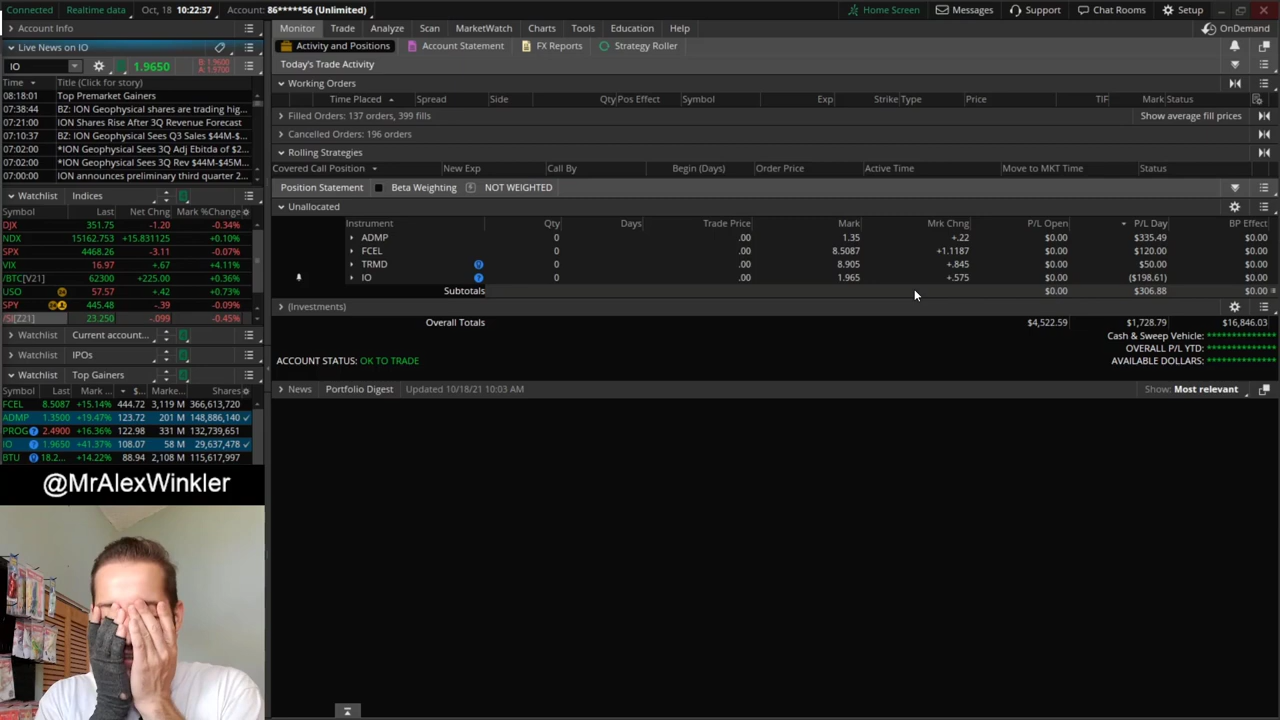 Connected Realtime data Oct, 18 10:22:37 Account: 86*****56 (Unlimited) Home Screen Messages Support Chat Rooms Setup
Account Info
Live News on IO
IO 1.9650 B: 1.9600
A: 1.9700
Time Title (Click for story)
08:18:01 Top Premarket Gainers
07:38:44 BZ: ION Geophysical shares are trading hig...
07:21:00 ION Shares Rise After 3Q Revenue Forecast
07:10:37 BZ: ION Geophysical Sees Q3 Sales $44M-$...
07:02:00 *ION Geophysical Sees 3Q Adj Ebitda of $2...
07:02:00 *ION Geophysical Sees 3Q Rev $44M-$45M...
07:00:00 ION announces preliminary third quarter 2...
Watchlist Indices
Symbol Last Net Chng Mark %Change
DJX 351.75 -1.20 -0.34%
NDX 15162.753 +15.831125 +0.10%
SPX 4468.26 -3.11 -0.07%
VIX 16.97 +.67 +4.11%
/BTC[V21] 62300 +225.00 +0.36%
USO 57.57 +.42 +0.73%
SPY 445.48 -.39 -0.09%
/SI[Z21] 23.250 -.099 -0.45%
Watchlist Current account...
Watchlist IPOs
Watchlist Top Gainers
Symbol Last Mark ... $... Marke... Shares
FCEL 8.5087 +15.14% 444.72 3,119 M 366,613,720
ADMP 1.3500 +19.47% 123.72 201 M 148,886,140
PROG 2.4900 +16.36% 122.98 331 M 132,739,651
IO 1.9650 +41.37% 108.07 58 M 29,637,478
BTU 18.2... +14.22% 88.94 2,108 M 115,617,997
@MrAlexWinkler
Monitor Trade Analyze Scan MarketWatch Charts Tools Education Help OnDemand
Activity and Positions Account Statement FX Reports Strategy Roller
Today's Trade Activity
Working Orders
Time Placed Spread Side Qty Pos Effect Symbol Exp Strike Type Price TIF Mark Status
Filled Orders: 137 orders, 399 fills Show average fill prices
Cancelled Orders: 196 orders
Rolling Strategies
Covered Call Position New Exp Call By Begin (Days) Order Price Active Time Move to MKT Time Status
Position Statement Beta Weighting NOT WEIGHTED
Unallocated
Instrument Qty Days Trade Price Mark Mrk Chng P/L Open P/L Day BP Effect
ADMP 0 .00 1.35 +.22 $0.00 $335.49 $0.00
FCEL 0 .00 8.5087 +1.1187 $0.00 $120.00 $0.00
TRMD 0 .00 8.905 +.845 $0.00 $50.00 $0.00
IO 0 .00 1.965 +.575 $0.00 ($198.61) $0.00
Subtotals $0.00 $306.88 $0.00
(Investments)
Overall Totals $4,522.59 $1,728.79 $16,846.03
Cash & Sweep Vehicle: **********
OVERALL P/L YTD: **********
ACCOUNT STATUS: OK TO TRADE AVAILABLE DOLLARS: **********
News Portfolio Digest Updated 10/18/21 10:03 AM Show: Most relevant